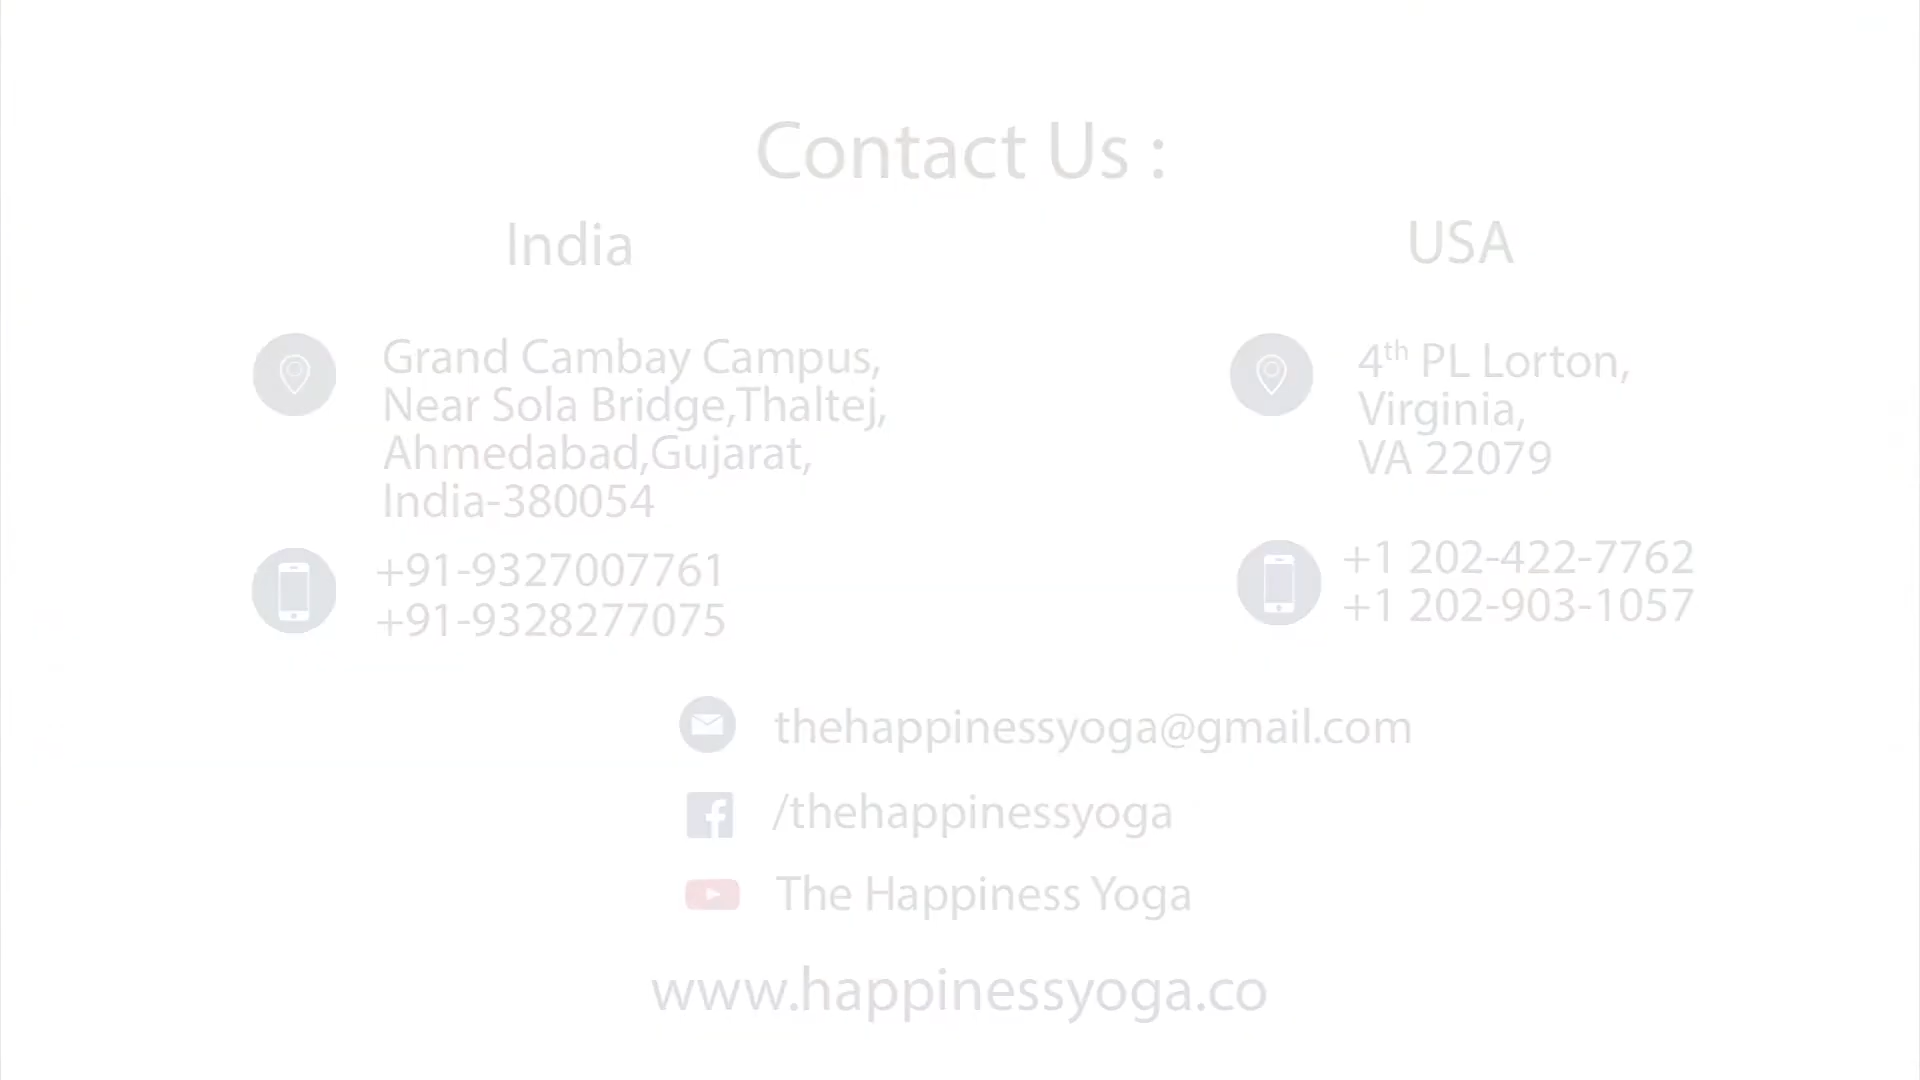 Contact Us :
India
Grand Cambay Campus,
Near Sola Bridge,Thaltej,
Ahmedabad,Gujarat,
India-380054
+91-9327007761
+91-9328277075
USA
4th PL Lorton,
Virginia,
VA 22079
+1 202-422-7762
+1 202-903-1057
thehappinessyoga@gmail.com
/thehappinessyoga
The Happiness Yoga
www.happinessyoga.co